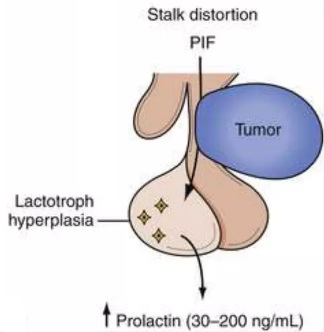 Stalk distortion
PIF
Tumor
Lactotroph
hyperplasia
↑ Prolactin (30–200 ng/mL)